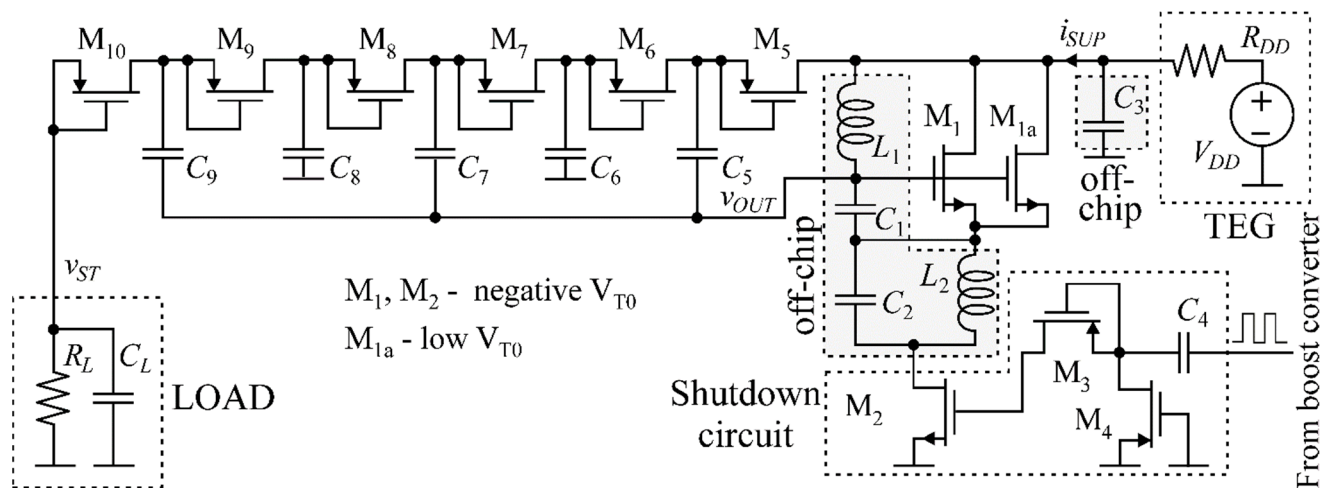 M10 M9 M8 M7 M6 M5 iSUP RDD
C9 C8 C7 C6 C5 L1 M1 M1a C3 VDD
vOUT C1 off-chip TEG
vST off-chip
M1, M2 - negative VT0
M1a - low VT0
C2 L2
RL CL LOAD
Shutdown circuit
M2 M3 M4 C4
From boost converter